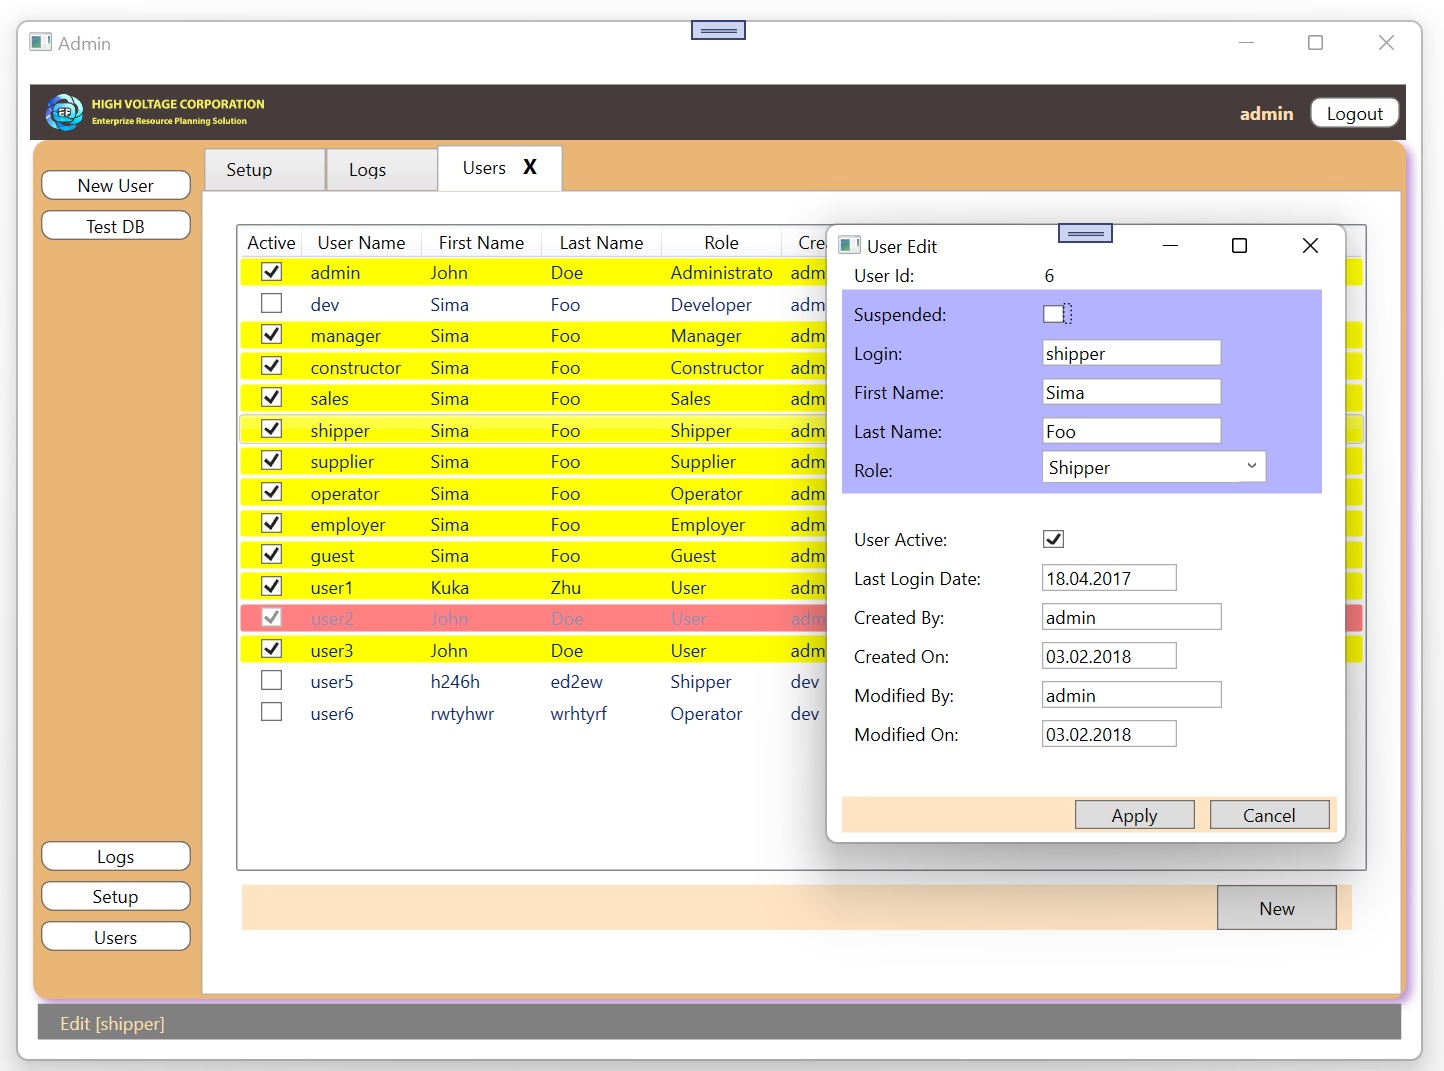 Admin
HIGH VOLTAGE CORPORATION
Enterprize Resource Planning Solution
admin Logout
New User
Test DB
Setup Logs Users X
Active User Name First Name Last Name Role
admin John Doe Administrato adm
dev Sima Foo Developer adm
manager Sima Foo Manager adm
constructor Sima Foo Constructor adm
sales Sima Foo Sales adm
shipper Sima Foo Shipper adm
supplier Sima Foo Supplier adm
operator Sima Foo Operator adm
employer Sima Foo Employer adm
guest Sima Foo Guest adm
user1 Kuka Zhu User adm
user2 John Doe User adm
user3 John Doe User adm
user5 h246h ed2ew Shipper dev
user6 rwtyhwr wrhtyrf Operator dev
User Edit
User Id: 6
Suspended:
Login: shipper
First Name: Sima
Last Name: Foo
Role: Shipper
User Active:
Last Login Date: 18.04.2017
Created By: admin
Created On: 03.02.2018
Modified By: admin
Modified On: 03.02.2018
Apply Cancel
New
Logs
Setup
Users
Edit [shipper]